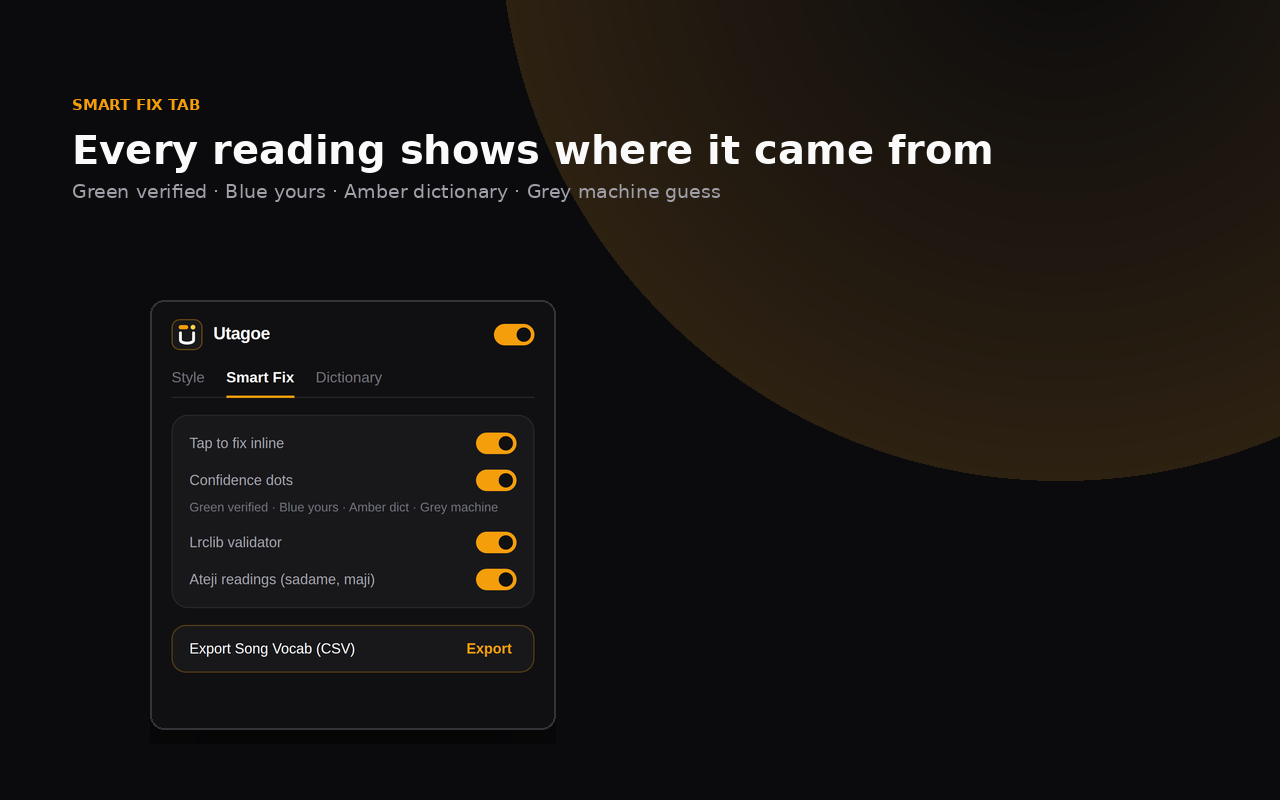 SMART FIX TAB
Every reading shows where it came from
Green verified · Blue yours · Amber dictionary · Grey machine guess
Utagoe
Style Smart Fix Dictionary
Tap to fix inline
Confidence dots
Green verified · Blue yours · Amber dict · Grey machine
Lrclib validator
Ateji readings (sadame, maji)
Export Song Vocab (CSV) Export